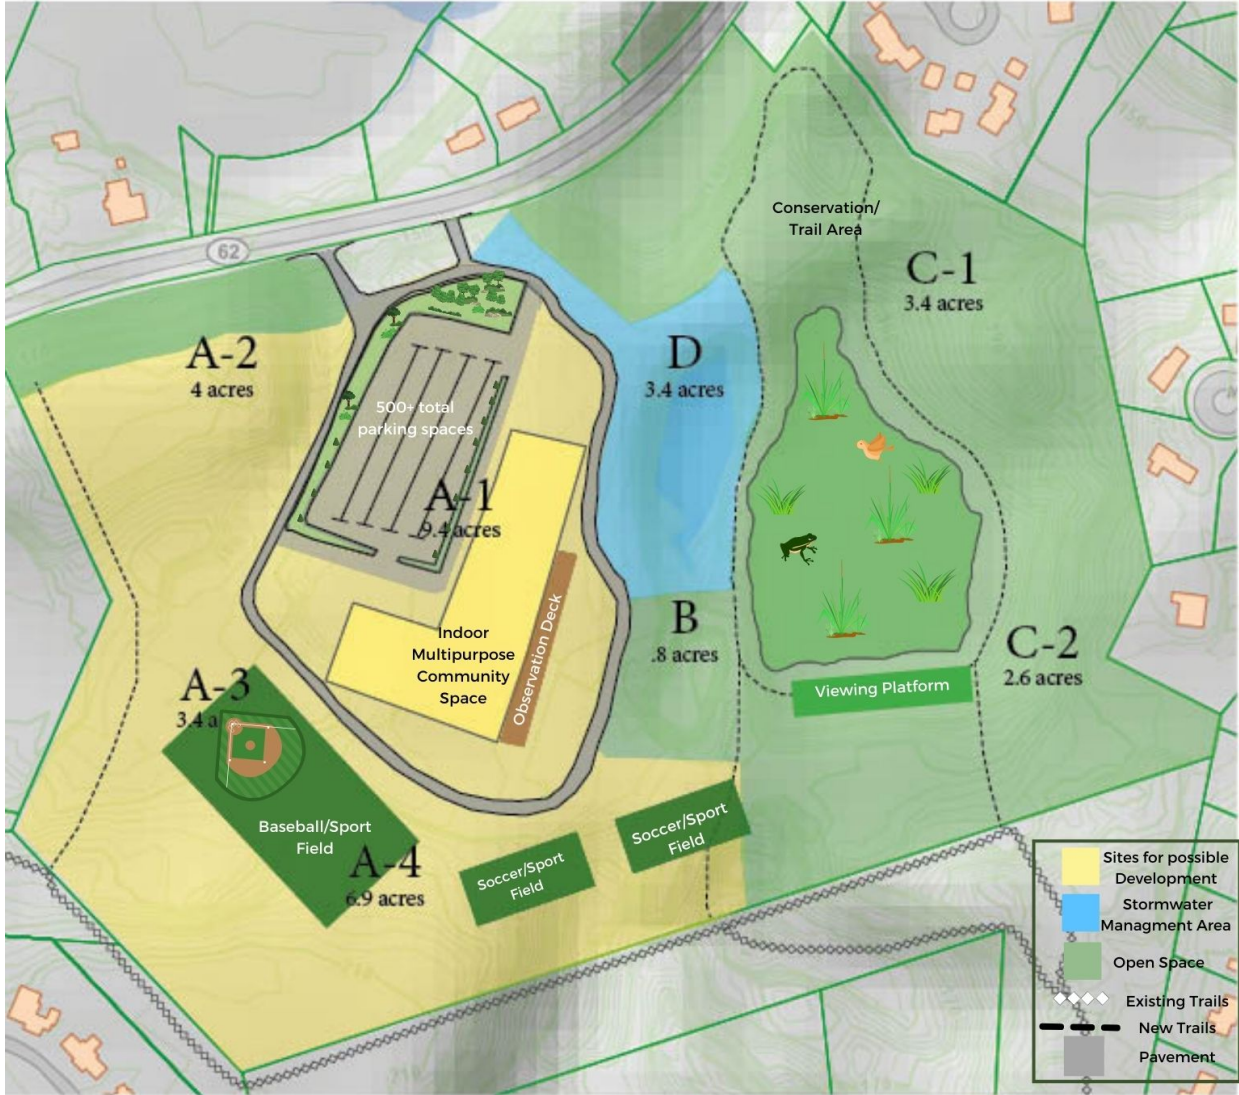 Conservation/
Trail Area
C-1
3.4 acres
62
A-2
4 acres
D
3.4 acres
500+ total
parking spaces
A-1
9.4 acres
Observation Deck
Indoor
Multipurpose
Community
Space
B
.8 acres
C-2
2.6 acres
Viewing Platform
A-3
3.4 a
Baseball/Sport
Field
A-4
6.9 acres
Soccer/Sport
Field
Soccer/Sport
Field
Sites for possible
Development
Stormwater
Managment Area
Open Space
Existing Trails
New Trails
Pavement